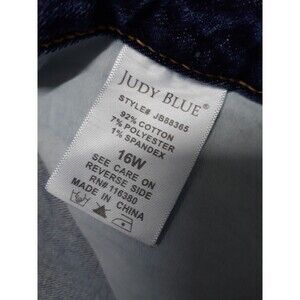 JUDY BLUE®
STYLE# JB88365
92% COTTON
7% POLYESTER
1% SPANDEX
16W
SEE CARE ON
REVERSE SIDE
RN# 116380
MADE IN CHINA